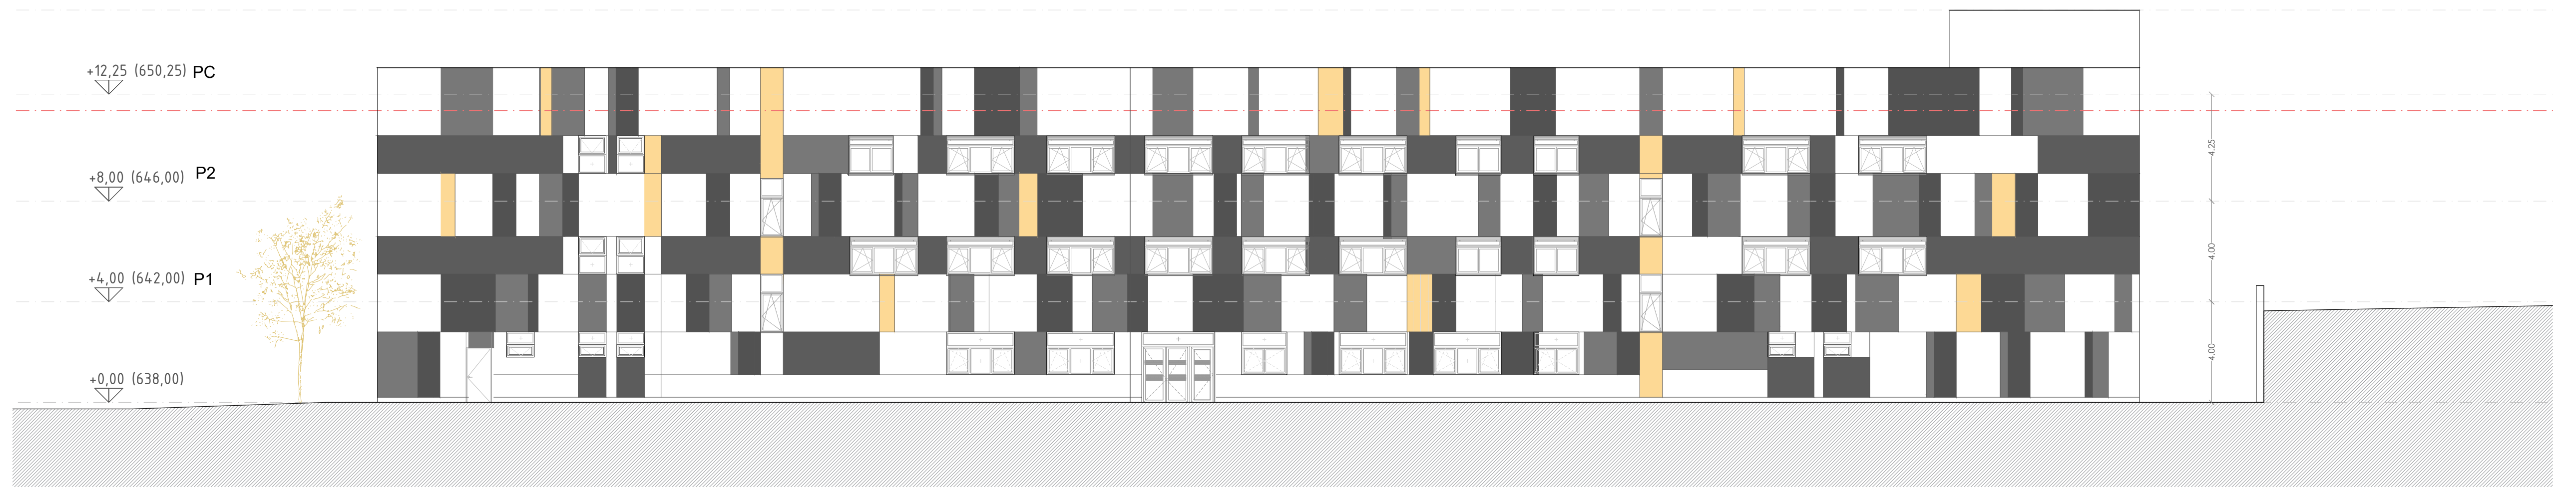 +12,25 (650,25) PC
+8,00 (646,00) P2
+4,00 (642,00) P1
+0,00 (638,00)
4.25
4.00
4.00